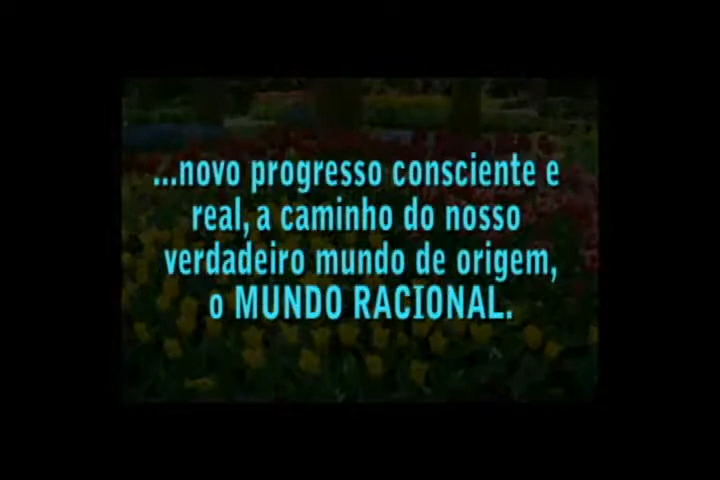 ...novo progresso consciente e
real, a caminho do nosso
verdadeiro mundo de origem,
o MUNDO RACIONAL.